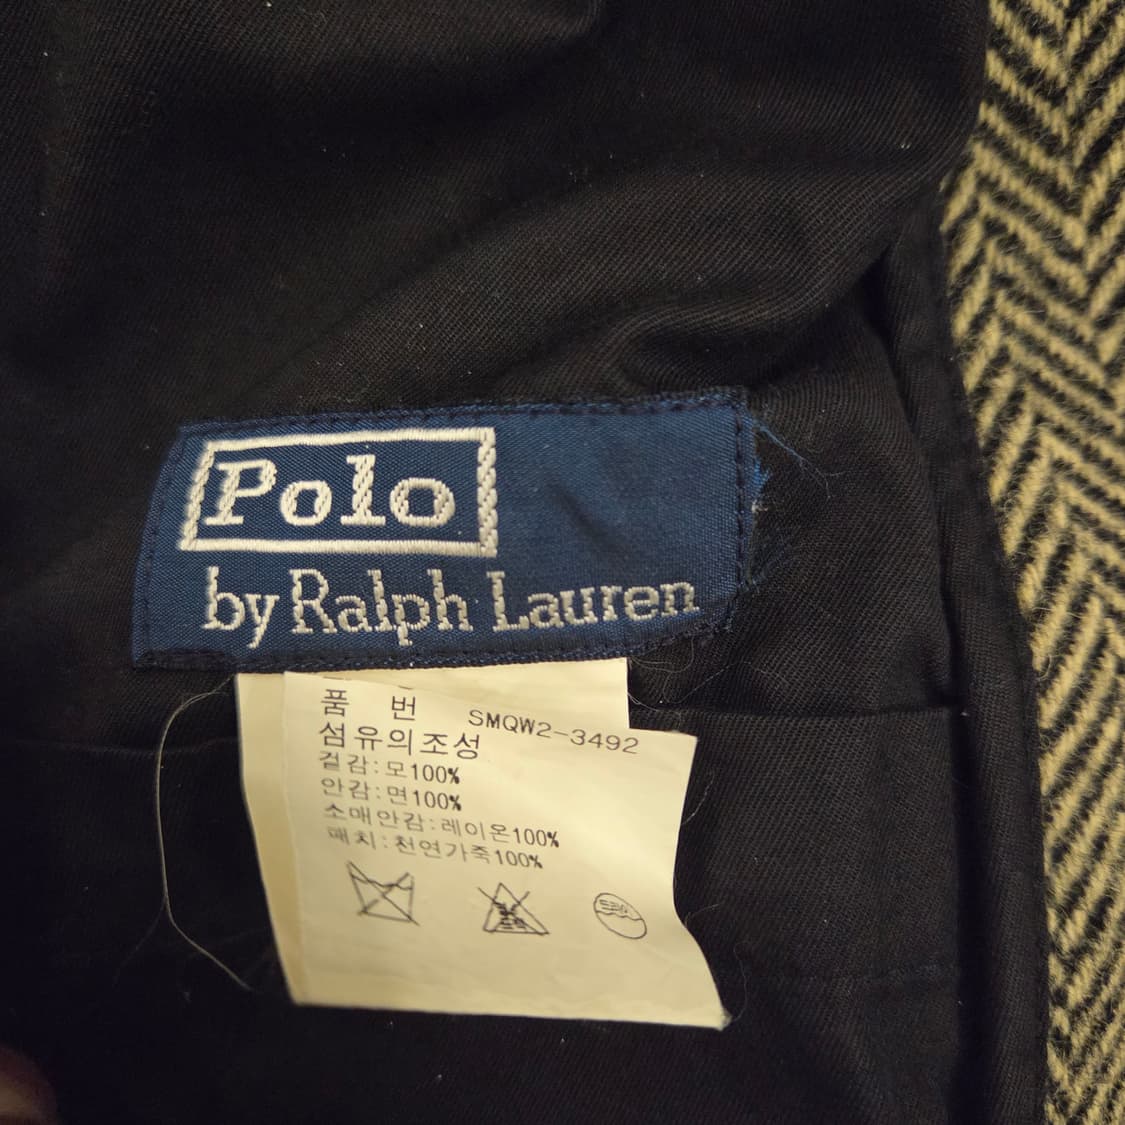 Polo
by Ralph Lauren
품 번 SMQW2-3492
섬유의조성
겉감:모100%
안감:면100%
소매안감:레이온100%
패치:천연가죽100%